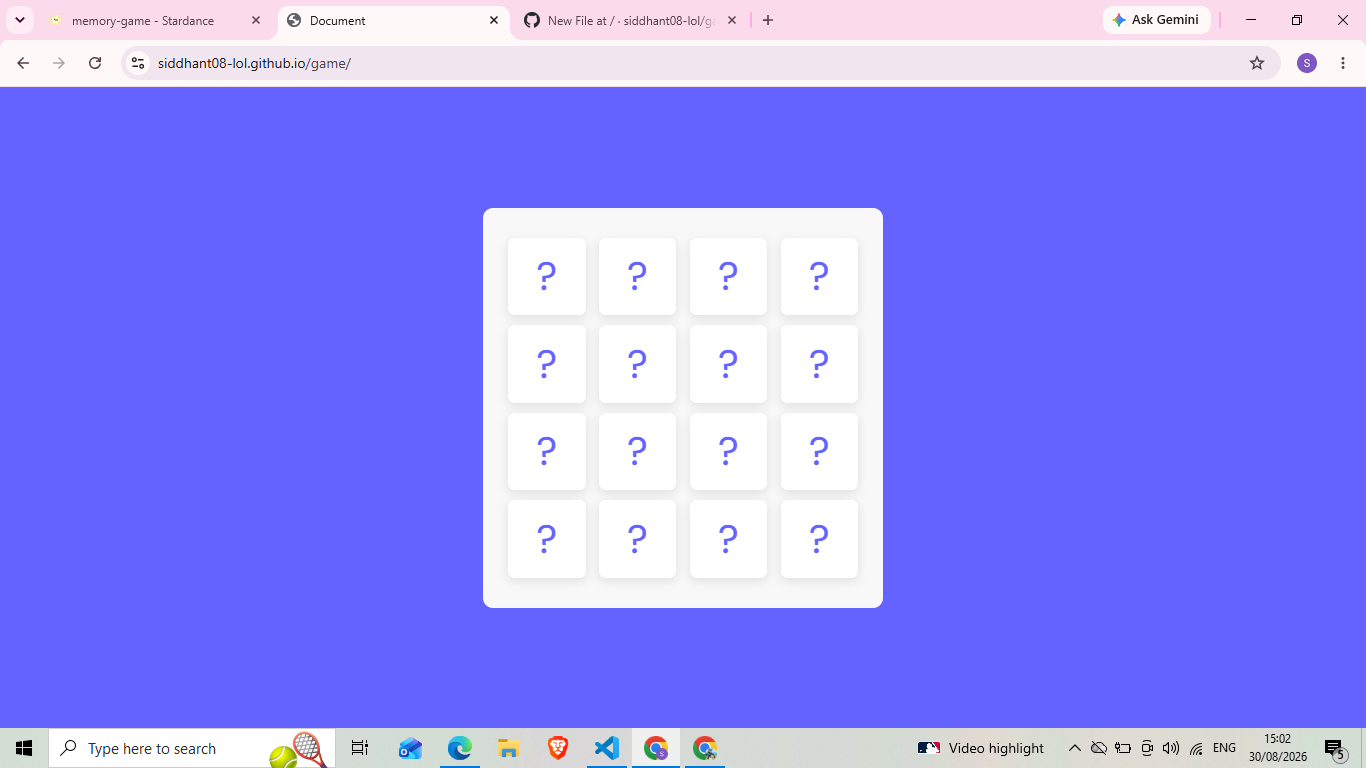 memory-game - Stardance
Document
New File at / · siddhant08-lol/ga
Ask Gemini
siddhant08-lol.github.io/game/
S
? ? ? ?
? ? ? ?
? ? ? ?
? ? ? ?
Type here to search
Video highlight
ENG
15:02
30/08/2026
5